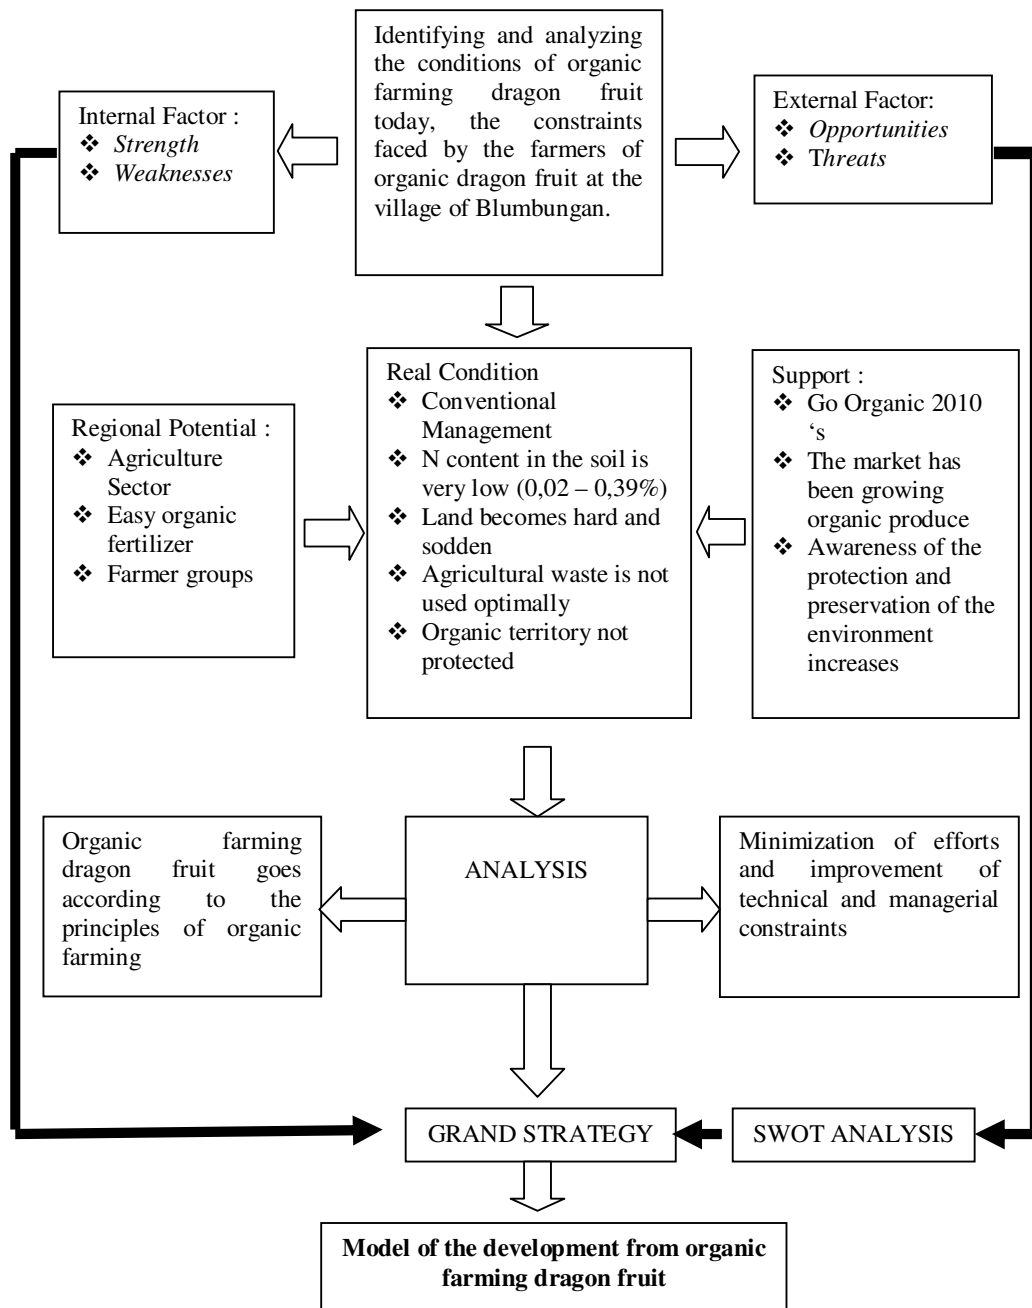 Identifying and analyzing
the conditions of organic
farming dragon fruit
today, the constraints
faced by the farmers of
organic dragon fruit at the
village of Blumbungan.
Internal Factor :
❖ Strength
❖ Weaknesses
External Factor:
❖ Opportunities
❖ Threats
Regional Potential :
❖ Agriculture
Sector
❖ Easy organic
fertilizer
❖ Farmer groups
Real Condition
❖ Conventional
Management
❖ N content in the soil is
very low (0,02 – 0,39%)
❖ Land becomes hard and
sodden
❖ Agricultural waste is not
used optimally
❖ Organic territory not
protected
Support :
❖ Go Organic 2010
‘s
❖ The market has
been growing
organic produce
❖ Awareness of the
protection and
preservation of the
environment
increases
Organic farming
dragon fruit goes
according to the
principles of organic
farming
ANALYSIS
Minimization of efforts
and improvement of
technical and managerial
constraints
GRAND STRATEGY
SWOT ANALYSIS
Model of the development from organic
farming dragon fruit